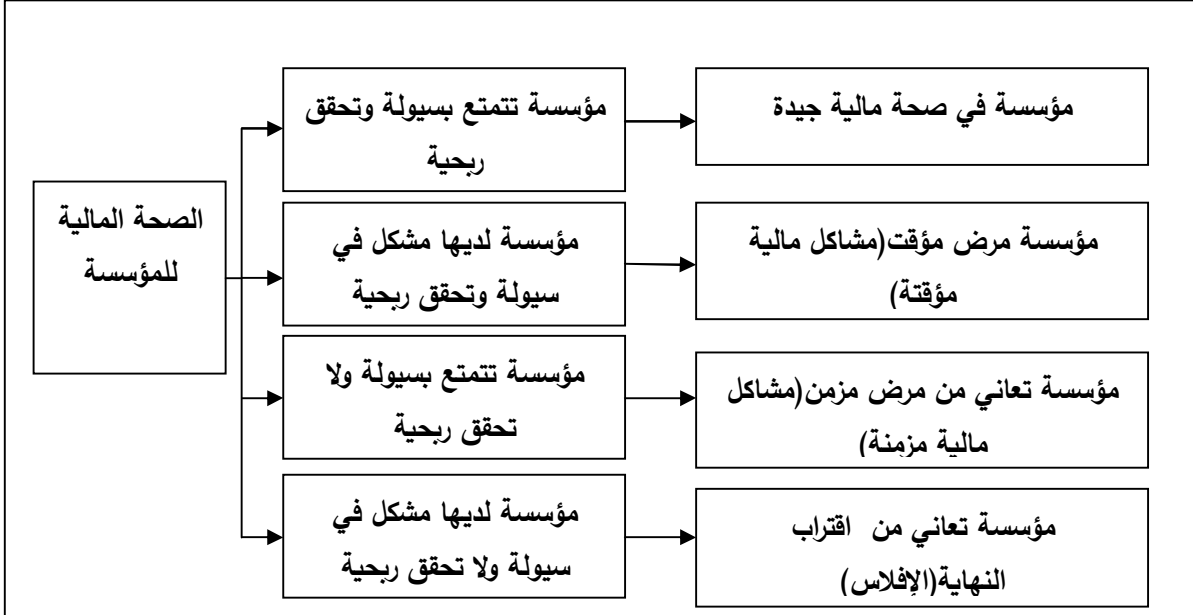 الصحة المالية
للمؤسسة
مؤسسة تتمتع بسيولة وتحقق
ربحية
مؤسسة في صحة مالية جيدة
مؤسسة لديها مشكل في
سيولة وتحقق ربحية
مؤسسة مرض مؤقت(مشاكل مالية
مؤقتة)
مؤسسة تتمتع بسيولة ولا
تحقق ربحية
مؤسسة تعاني من مرض مزمن(مشاكل
مالية مزمنة)
مؤسسة لديها مشكل في
سيولة ولا تحقق ربحية
مؤسسة تعاني من اقتراب
النهاية(الإفلاس)